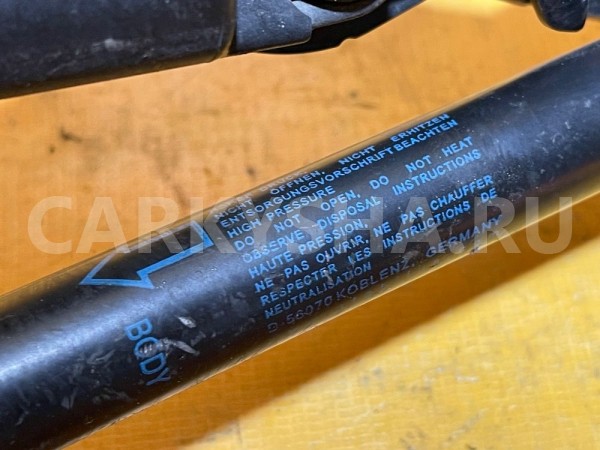 NICHT ÖFFNEN, NICHT ERHITZEN
ENTSORGUNGSVORSCHRIFT BEACHTEN
HIGH PRESSURE
DO NOT OPEN, DO NOT HEAT
OBSERVE DISPOSAL INSTRUCTIONS
HAUTE PRESSION,
NE PAS OUVRIR, NE PAS CHAUFFER
RESPECTER LES INSTRUCTIONS DE
NEUTRALISATION
D-56070 KOBLENZ, GERMANY
BODY
CARKYSHA.RU